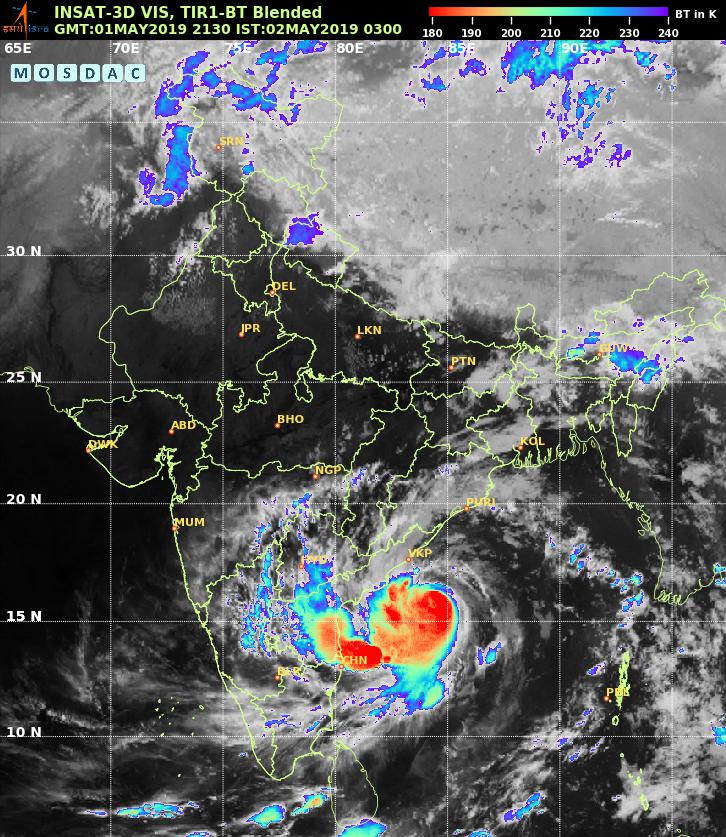 INSAT-3D VIS, TIR1-BT Blended
GMT:01MAY2019 2130 IST:02MAY2019 0300
BT in K
180 190 200 210 220 230 240
65E 70E 75E 80E 85E 90E
MOSDAC
SRN
30 N
DEL
JPR
LKN
PTN
25 N
ABD
BHO
DWK
KOL
NGP
20 N
PURI
MUM
VKP
15 N
CHN
10 N